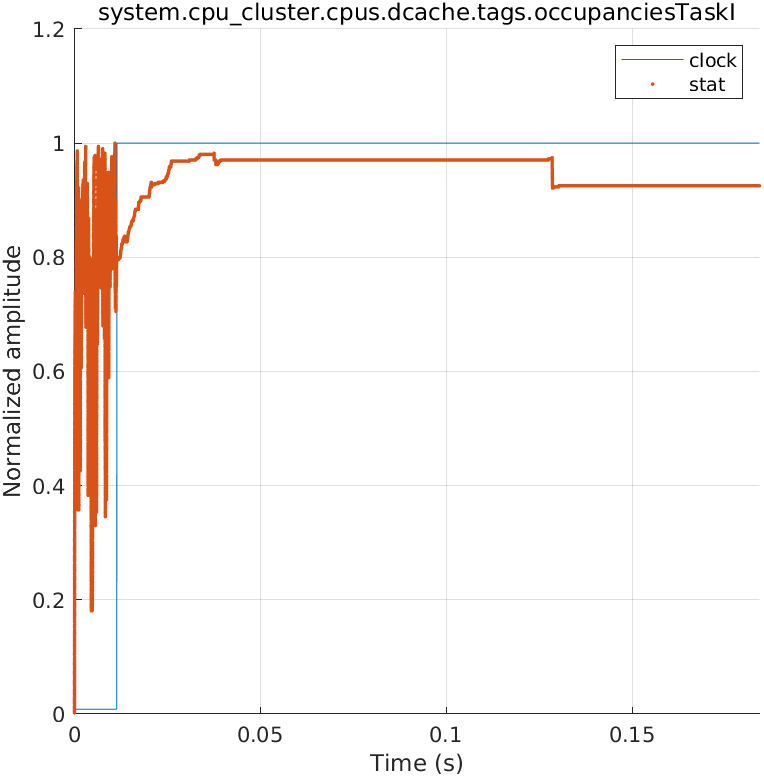 system.cpu_cluster.cpus.dcache.tags.occupanciesTaskI
clock
stat
1.2
1
0.8
0.6
0.4
0.2
0
Normalized amplitude
0
0.05
0.1
0.15
Time (s)